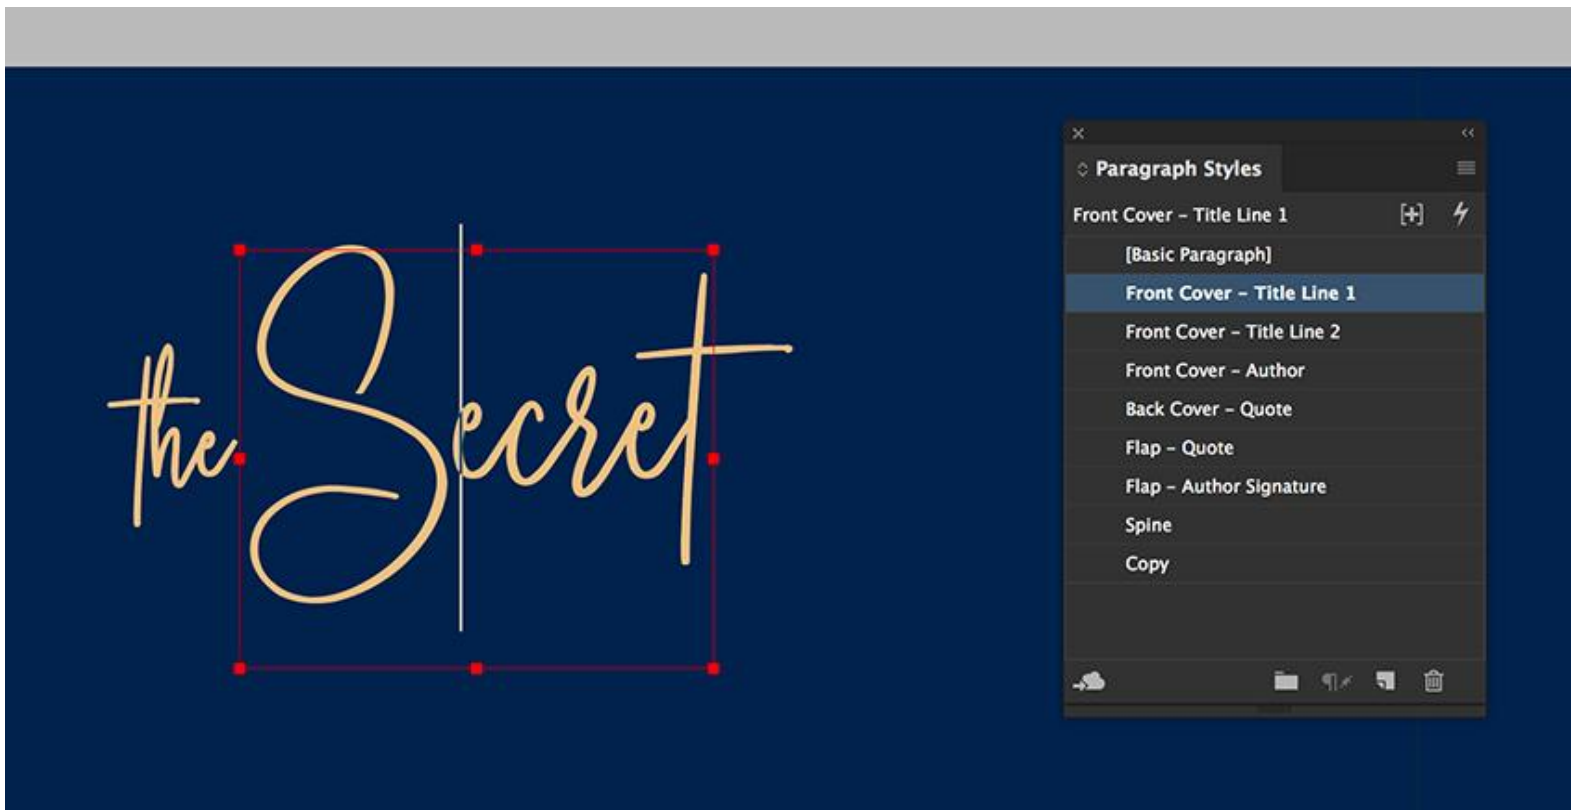 the Secret
Paragraph Styles
Front Cover – Title Line 1
[Basic Paragraph]
Front Cover – Title Line 1
Front Cover – Title Line 2
Front Cover – Author
Back Cover – Quote
Flap – Quote
Flap – Author Signature
Spine
Copy